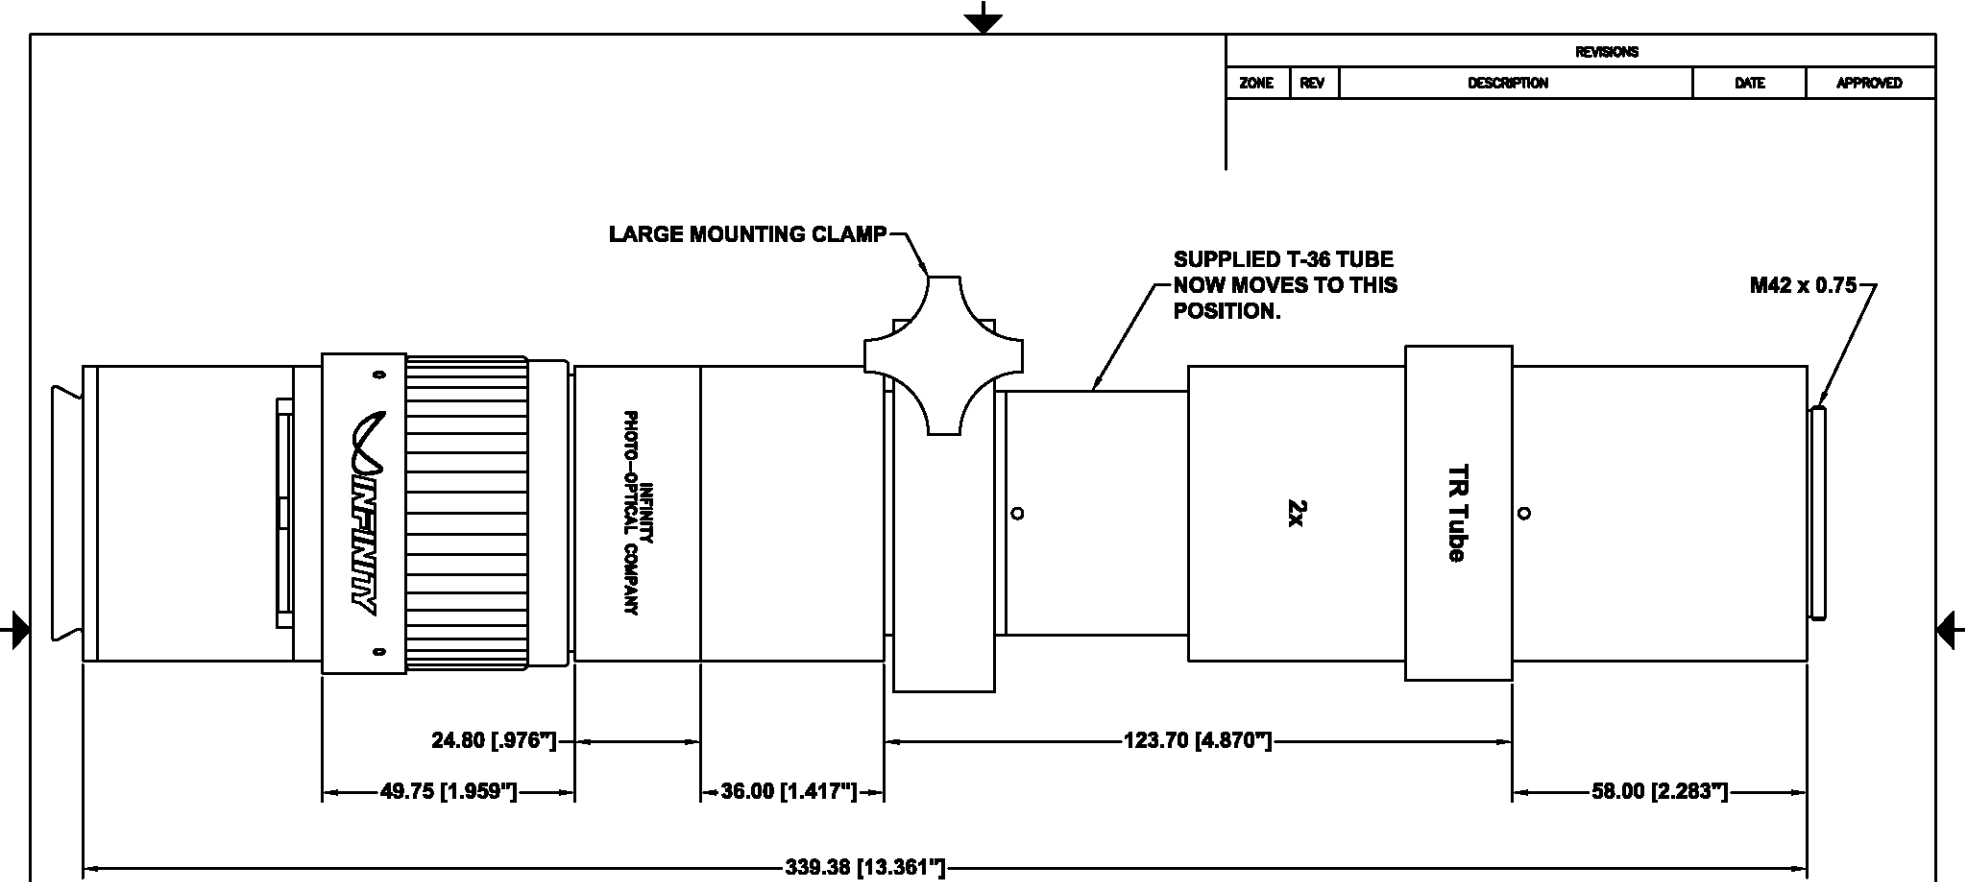 REVISIONS
ZONE REV DESCRIPTION DATE APPROVED
LARGE MOUNTING CLAMP
SUPPLIED T-36 TUBE
NOW MOVES TO THIS
POSITION.
M42 x 0.75
INFINITY
INFINITY
PHOTO-OPTICAL COMPANY
2x
TR Tube
24.80 [.976"]
123.70 [4.870"]
49.75 [1.959"]
36.00 [1.417"]
58.00 [2.283"]
339.38 [13.361"]